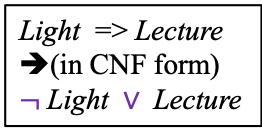 Light => Lecture
➔(in CNF form)
¬ Light V Lecture